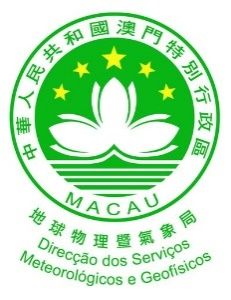 中華人民共和國澳門特別行政區
MACAU
地球物理暨氣象局
Direcção dos Serviços
Meteorológicos e Geofísicos